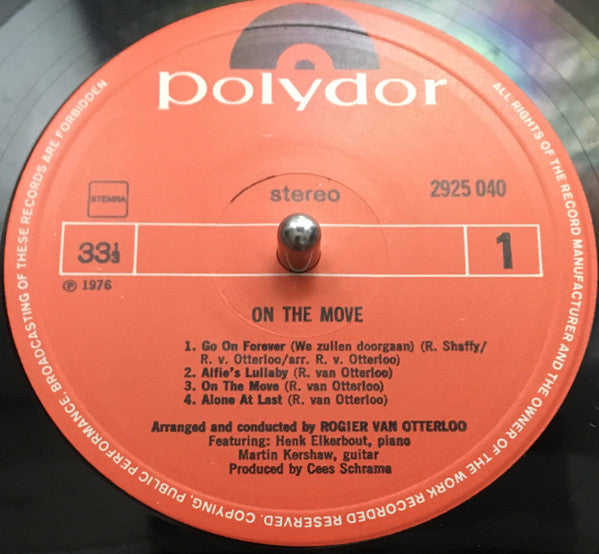 polydor
stereo
2925 040
STEMRA
33⅓
1
℗ 1976
ON THE MOVE
1. Go On Forever (We zullen doorgaan) (R. Shaffy/
R. v. Otterloo/arr. R. v. Otterloo)
2. Alfie's Lullaby (R. van Otterloo)
3. On The Move (R. van Otterloo)
4. Alone At Last (R. van Otterloo)
Arranged and conducted by ROGIER VAN OTTERLOO
Featuring: Henk Elkerbout, piano
Martin Kershaw, guitar
Produced by Cees Schrama
ALL RIGHTS OF THE RECORD MANUFACTURER AND THE OWNER OF THE WORK RECORDED RESERVED. COPYING, PUBLIC PERFORMANCE, BROADCASTING OF THESE RECORDS ARE FORBIDDEN.